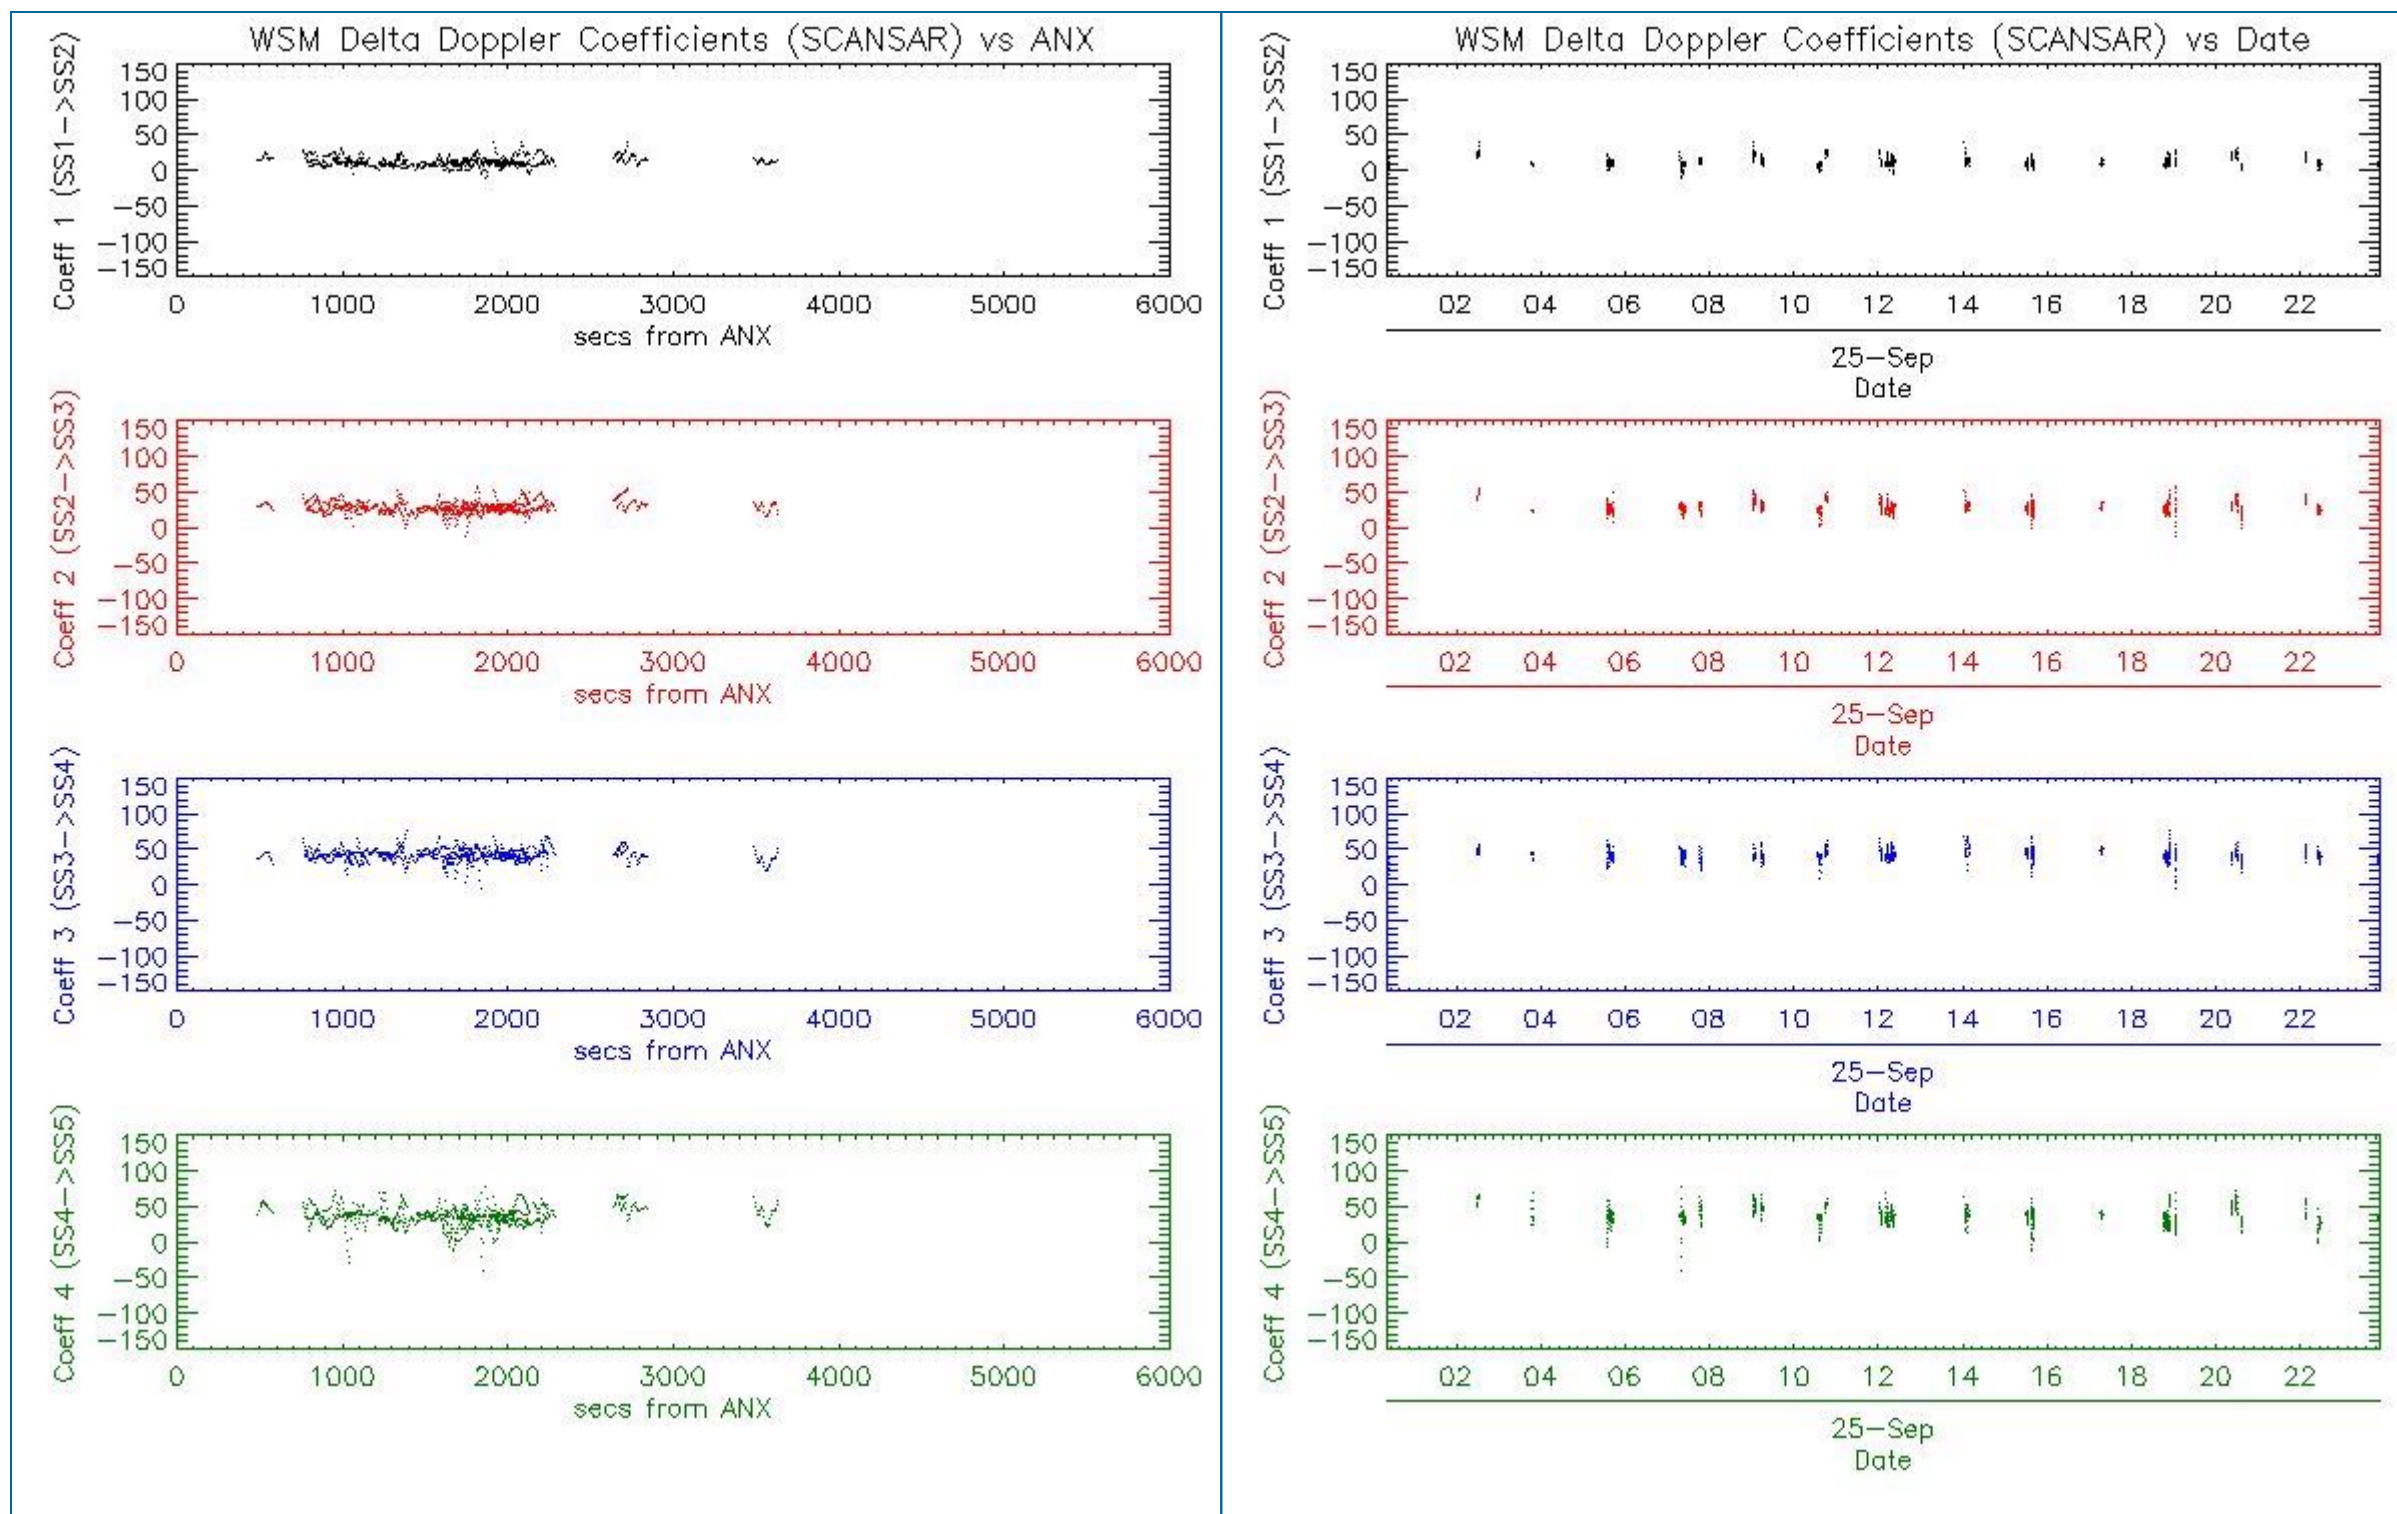 WSM Delta Doppler Coefficients (SCANSAR) vs ANX
Coeff 1 (SS1->SS2)
150
100
50
0
-50
-100
-150
0 1000 2000 3000 4000 5000 6000
secs from ANX
Coeff 2 (SS2->SS3)
150
100
50
0
-50
-100
-150
0 1000 2000 3000 4000 5000 6000
secs from ANX
Coeff 3 (SS3->SS4)
150
100
50
0
-50
-100
-150
0 1000 2000 3000 4000 5000 6000
secs from ANX
Coeff 4 (SS4->SS5)
150
100
50
0
-50
-100
-150
0 1000 2000 3000 4000 5000 6000
secs from ANX
WSM Delta Doppler Coefficients (SCANSAR) vs Date
Coeff 1 (SS1->SS2)
150
100
50
0
-50
-100
-150
02 04 06 08 10 12 14 16 18 20 22
25-Sep
Date
Coeff 2 (SS2->SS3)
150
100
50
0
-50
-100
-150
02 04 06 08 10 12 14 16 18 20 22
25-Sep
Date
Coeff 3 (SS3->SS4)
150
100
50
0
-50
-100
-150
02 04 06 08 10 12 14 16 18 20 22
25-Sep
Date
Coeff 4 (SS4->SS5)
150
100
50
0
-50
-100
-150
02 04 06 08 10 12 14 16 18 20 22
25-Sep
Date